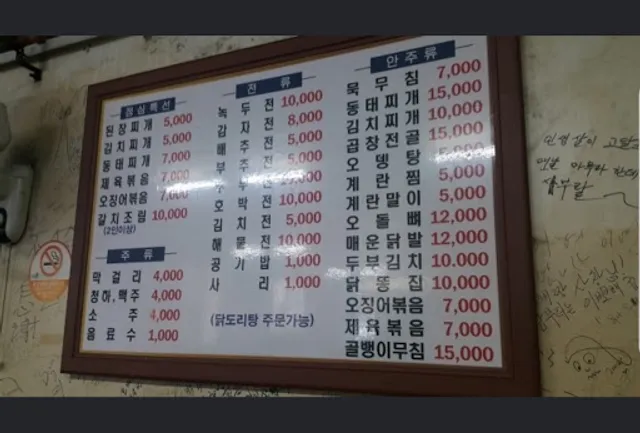 점심특선
된장찌개 5,000
김치찌개 5,000
동태찌개 7,000
제육볶음 7,000
오징어볶음 7,000
갈치조림 10,000
(2인이상)
주류
막걸리 4,000
청하,맥주 4,000
소주 4,000
음료수 1,000
전류
녹두전 10,000
감자전 8,000
배추전 5,000
부추전 5,000
호박전 10,000
김치전 5,000
해물전 10,000
공기밥 1,000
사리 1,000
(닭도리탕 주문가능)
안주류
묵무침 7,000
동태찌개 15,000
김치찌개 10,000
곱창전골 15,000
오뎅탕 5,000
계란찜 5,000
계란말이 5,000
오돌뼈 12,000
매운닭발 12,000
두부김치 10,000
닭똥집 10,000
오징어볶음 7,000
제육볶음 7,000
골뱅이무침 15,000